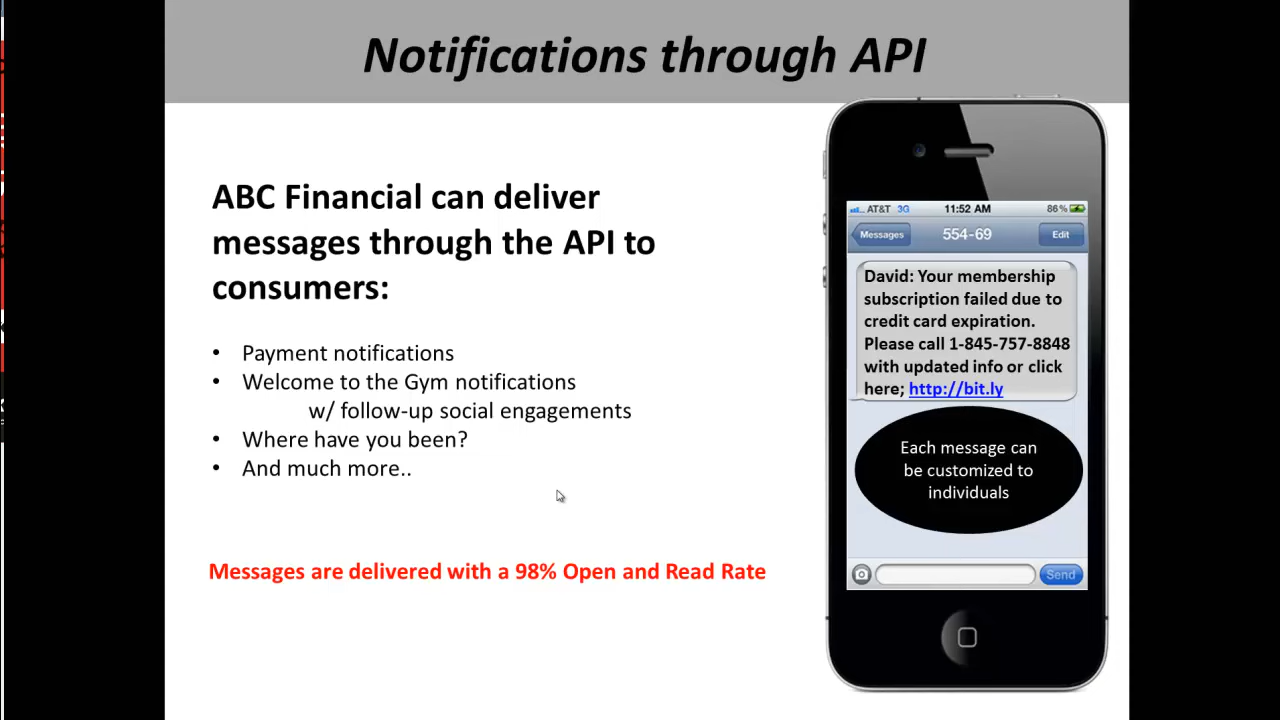 Notifications through API
ABC Financial can deliver
messages through the API to
consumers:
• Payment notifications
• Welcome to the Gym notifications
w/ follow-up social engagements
• Where have you been?
• And much more..
Messages are delivered with a 98% Open and Read Rate
AT&T 3G 11:52 AM 86%
Messages 554-69 Edit
David: Your membership
subscription failed due to
credit card expiration.
Please call 1-845-757-8848
with updated info or click
here; http://bit.ly
Each message can
be customized to
individuals
Send